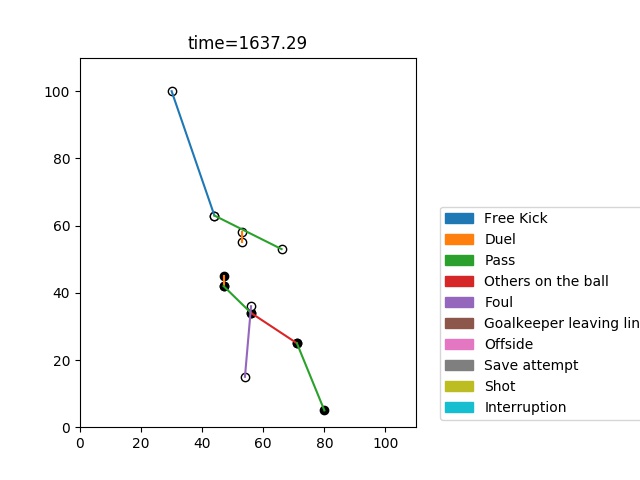 time=1637.29
100
80
60
40
20
0
0 20 40 60 80 100
Free Kick
Duel
Pass
Others on the ball
Foul
Goalkeeper leaving lin
Offside
Save attempt
Shot
Interruption